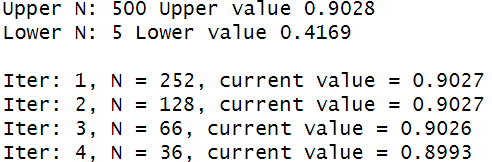 Upper N: 500 Upper value 0.9028
Lower N: 5 Lower value 0.4169
Iter: 1, N = 252, current value = 0.9027
Iter: 2, N = 128, current value = 0.9027
Iter: 3, N = 66, current value = 0.9026
Iter: 4, N = 36, current value = 0.8993